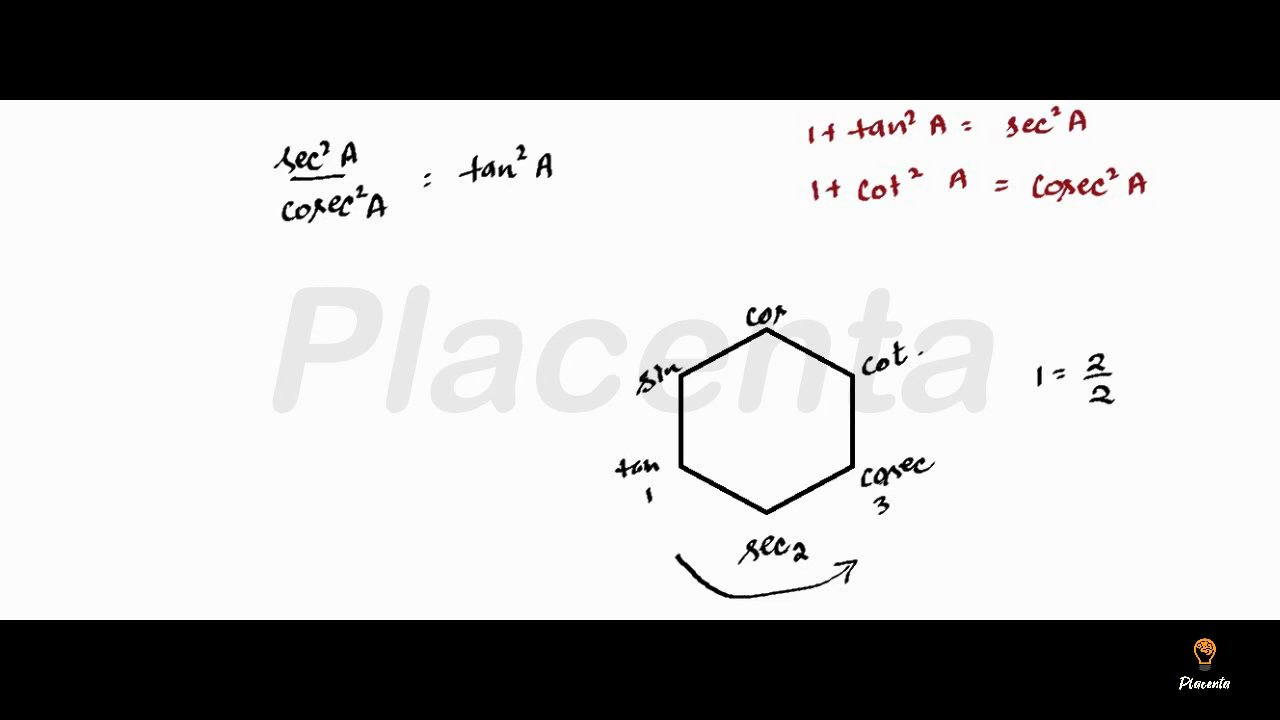 sec² A / cosec² A = tan² A
1 + tan² A = sec² A
1 + cot² A = cosec² A
Placenta
cos
sin
cot
1 = 2/2
tan
1
cosec
3
sec 2
Placenta